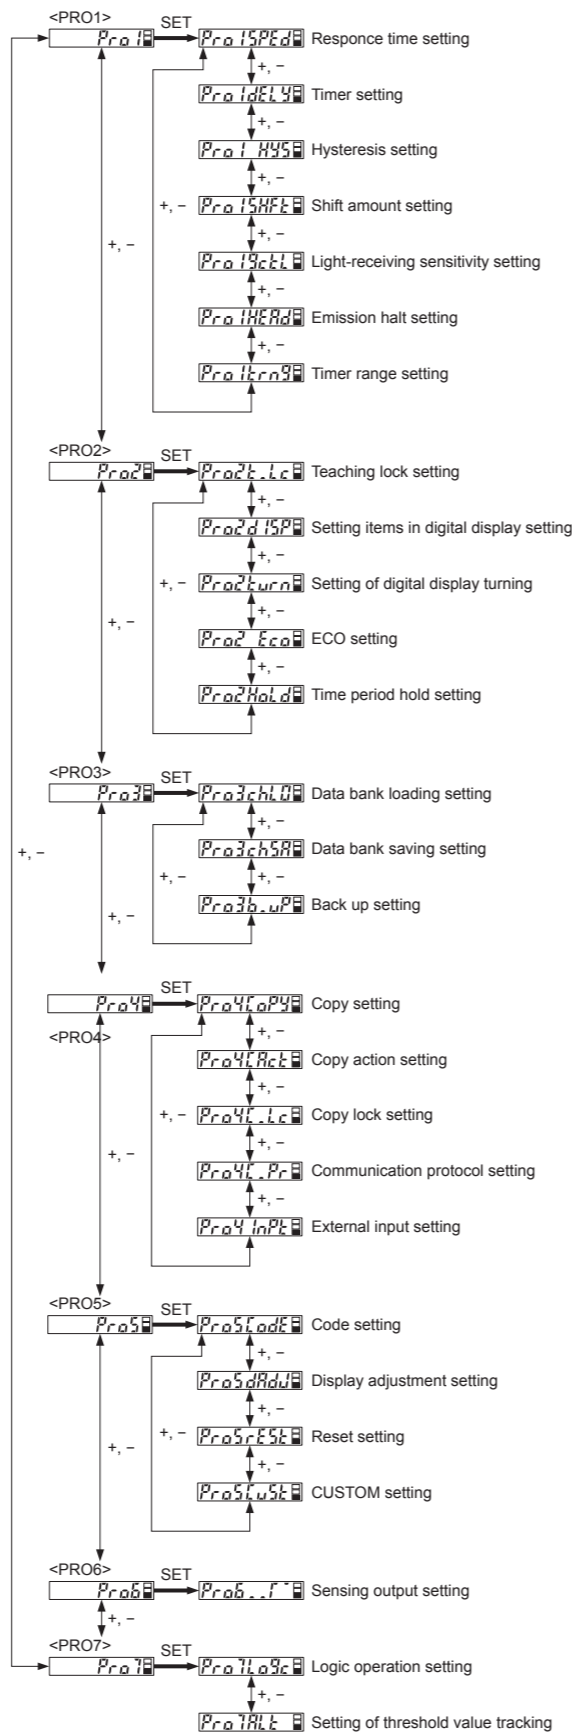 <PRO1>
SET
Pro1
Pro1SPEd
Responce time setting
+, −
Pro1dELY
Timer setting
+, −
Pro1 HYS
Hysteresis setting
+, −
+, −
Pro1SHFt
Shift amount setting
+, −
+, −
Pro1gctL
Light-receiving sensitivity setting
+, −
Pro1HEAd
Emission halt setting
+, −
Pro1trng
Timer range setting
<PRO2>
SET
Pro2
Pro2t.Lc
Teaching lock setting
+, −
Pro2dISP
Setting items in digital display setting
+, −
+, −
Pro2turn
Setting of digital display turning
+, −
+, −
Pro2 Eco
ECO setting
+, −
Pro2HoLd
Time period hold setting
<PRO3>
SET
Pro3
Pro3chLO
Data bank loading setting
+, −
+, −
Pro3chSA
Data bank saving setting
+, −
+, −
+, −
Pro3b.uP
Back up setting
SET
Pro4
Pro4CoPY
Copy setting
<PRO4>
+, −
Pro4CAct
Copy action setting
+, −
+, −
Pro4C.Lc
Copy lock setting
+, −
+, −
Pro4C.Pr
Communication protocol setting
+, −
Pro4InPt
External input setting
<PRO5>
SET
Pro5
Pro5CodE
Code setting
+, −
Pro5dAdJ
Display adjustment setting
+, −
+, −
Pro5rESt
Reset setting
+, −
+, −
Pro5CuSt
CUSTOM setting
<PRO6>
SET
Pro6
Sensing output setting
+, −
<PRO7>
SET
Pro7
Pro7Logc
Logic operation setting
+, −
Pro7ALt
Setting of threshold value tracking